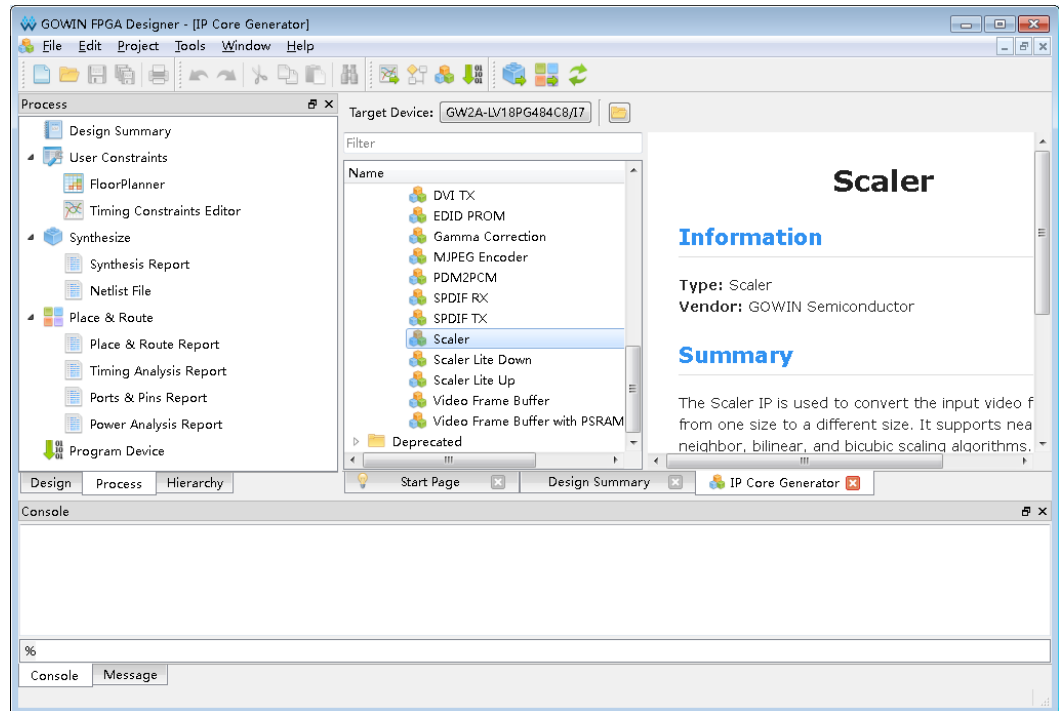 GOWIN FPGA Designer - [IP Core Generator]
File Edit Project Tools Window Help
Process
Design Summary
User Constraints
FloorPlanner
Timing Constraints Editor
Synthesize
Synthesis Report
Netlist File
Place & Route
Place & Route Report
Timing Analysis Report
Ports & Pins Report
Power Analysis Report
Program Device
Design Process Hierarchy
Target Device: GW2A-LV18PG484C8/I7
Filter
Name
DVI TX
EDID PROM
Gamma Correction
MJPEG Encoder
PDM2PCM
SPDIF RX
SPDIF TX
Scaler
Scaler Lite Down
Scaler Lite Up
Video Frame Buffer
Video Frame Buffer with PSRAM
Deprecated
Scaler
Information
Type: Scaler
Vendor: GOWIN Semiconductor
Summary
The Scaler IP is used to convert the input video f
from one size to a different size. It supports nea
neighbor, bilinear, and bicubic scaling algorithms.
Start Page Design Summary IP Core Generator
Console
%
Console Message